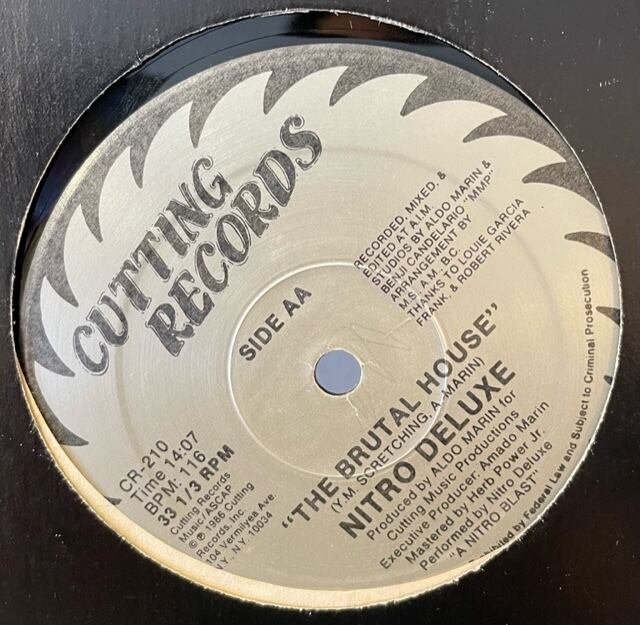 CUTTING
RECORDS
SIDE AA
RECORDED, MIXED, &
EDITED AT A.I.M.
STUDIOS BY ALDO MARIN &
BENJI CANDELARIO "MMP"
ARRANGEMENT BY
M.S. A.M. B.C.
THANKS TO LOUIE GARCIA
FRANK. & ROBERT RIVERA
CR-210
Time 14:07
BPM: 116
33 1/3 RPM
Cutting Records
Music/ASCAP
© ℗ 1986 Cutting
Records, Inc.
104 Vermilyea Ave.
NY, NY 10034
"THE BRUTAL HOUSE"
(Y.M. SCRETCHING, A. MARIN)
NITRO DELUXE
Produced by ALDO MARIN for
Cutting Music Productions
Executive Producer: Amado Marin
Mastered by Herb Power Jr.
Performed by Nitro Deluxe
"A NITRO BLAST"
by Federal Law and Subject to Criminal Prosecution